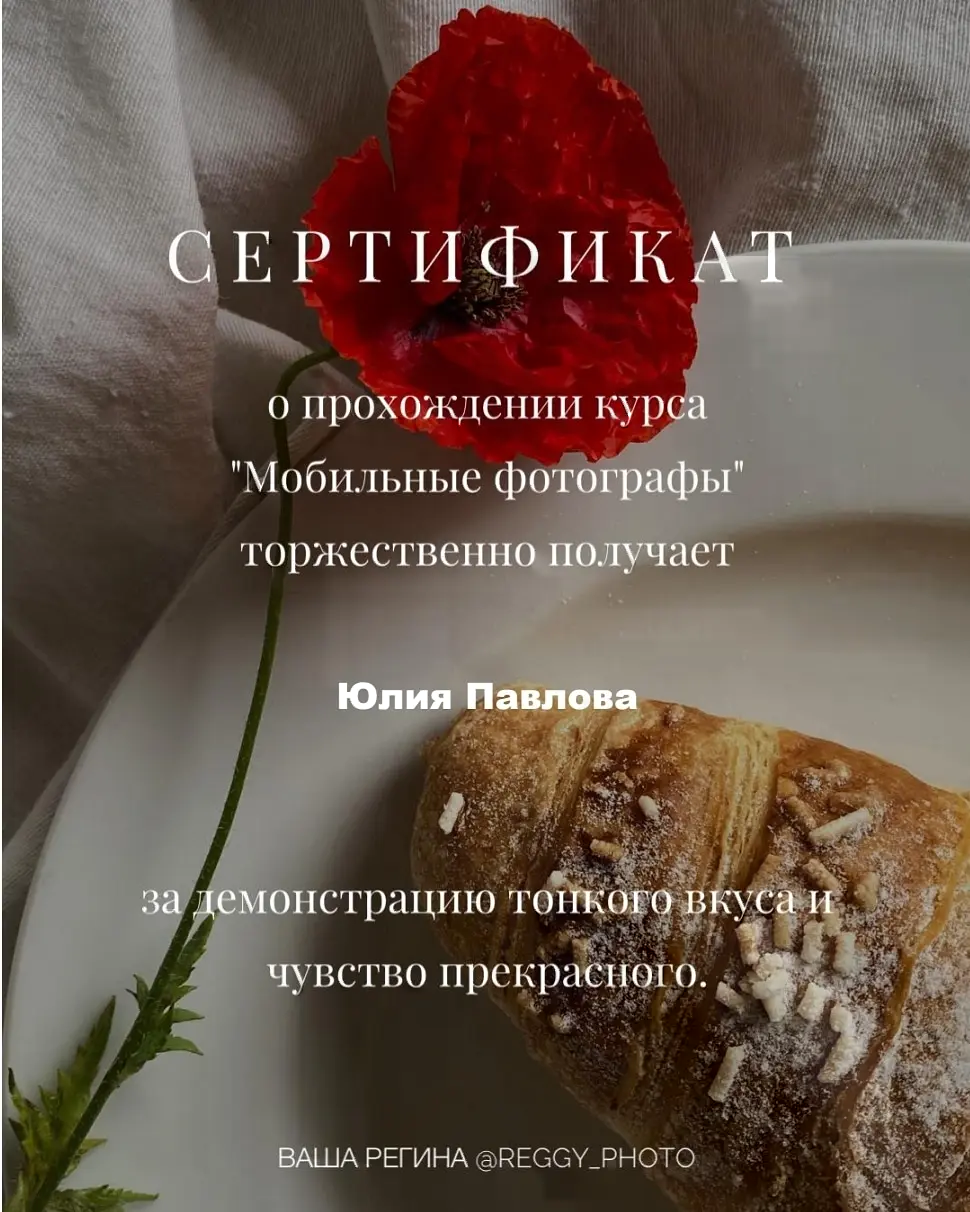 СЕРТИФИКАТ
о прохождении курса
"Мобильные фотографы"
торжественно получает
Юлия Павлова
за демонстрацию тонкого вкуса и
чувство прекрасного.
ВАША РЕГИНА @REGGY_PHOTO